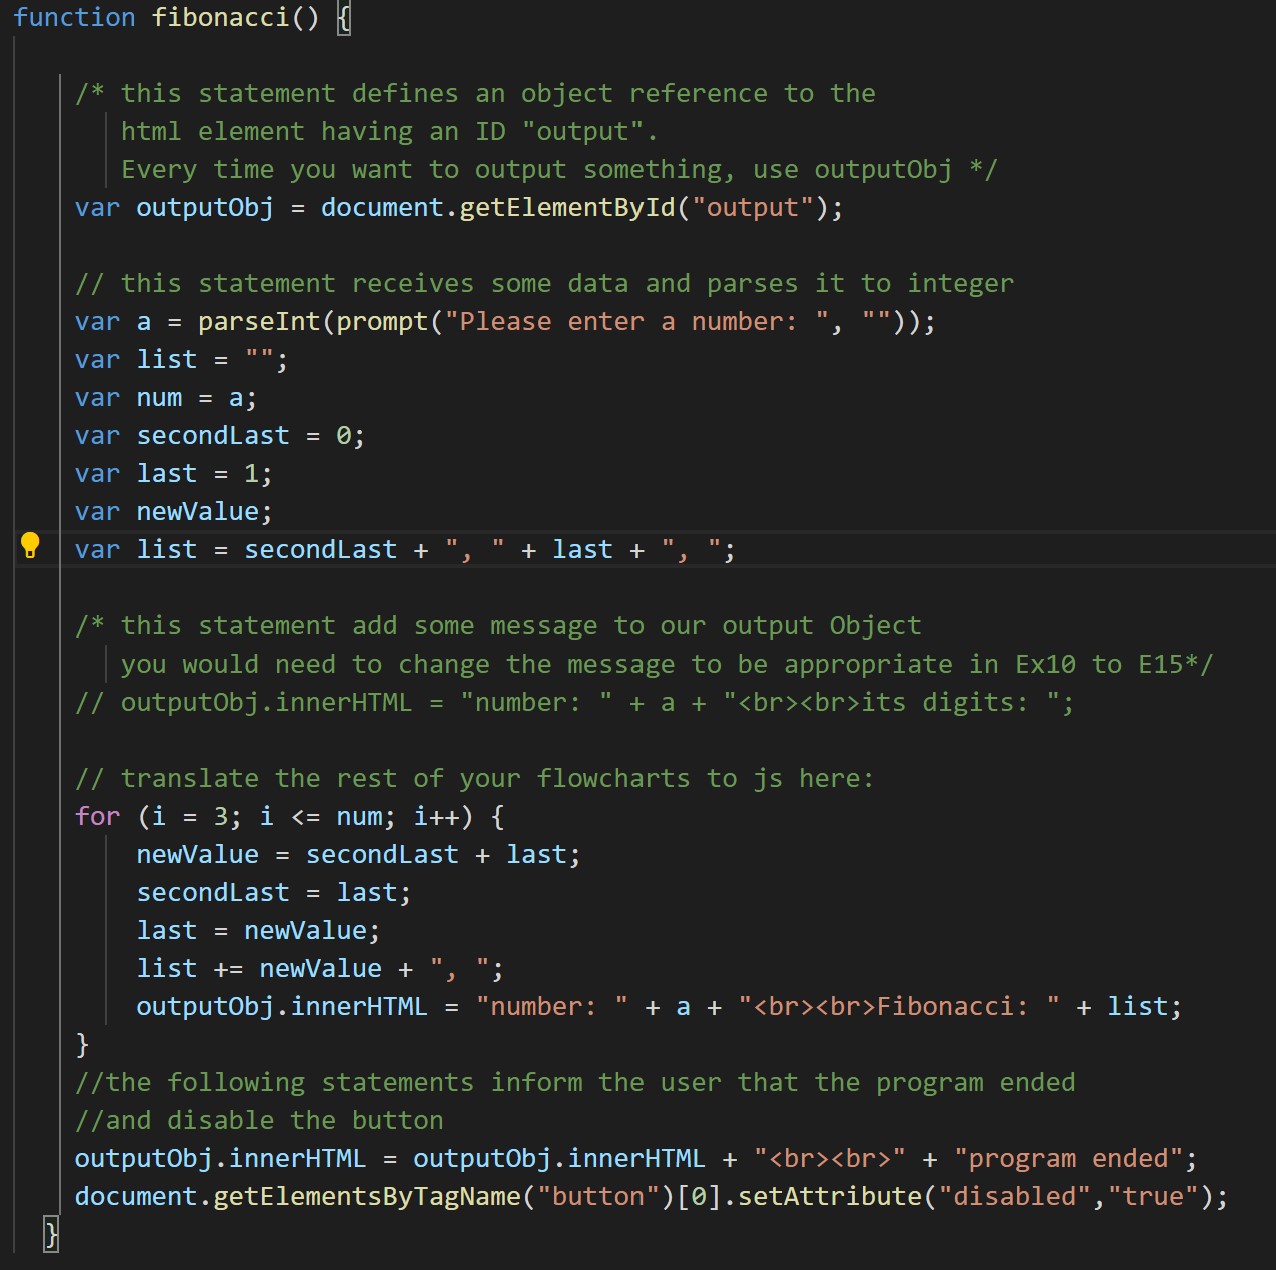 function fibonacci() {
/* this statement defines an object reference to the
html element having an ID "output".
Every time you want to output something, use outputObj */
var outputObj = document.getElementById("output");
// this statement receives some data and parses it to integer
var a = parseInt(prompt("Please enter a number: ", ""));
var list = "";
var num = a;
var secondLast = 0;
var last = 1;
var newValue;
var list = secondLast + ", " + last + ", ";
/* this statement add some message to our output Object
you would need to change the message to be appropriate in Ex10 to E15*/
// outputObj.innerHTML = "number: " + a + "<br><br>its digits: ";
// translate the rest of your flowcharts to js here:
for (i = 3; i <= num; i++) {
newValue = secondLast + last;
secondLast = last;
last = newValue;
list += newValue + ", ";
outputObj.innerHTML = "number: " + a + "<br><br>Fibonacci: " + list;
}
//the following statements inform the user that the program ended
//and disable the button
outputObj.innerHTML = outputObj.innerHTML + "<br><br>" + "program ended";
document.getElementsByTagName("button")[0].setAttribute("disabled","true");
}